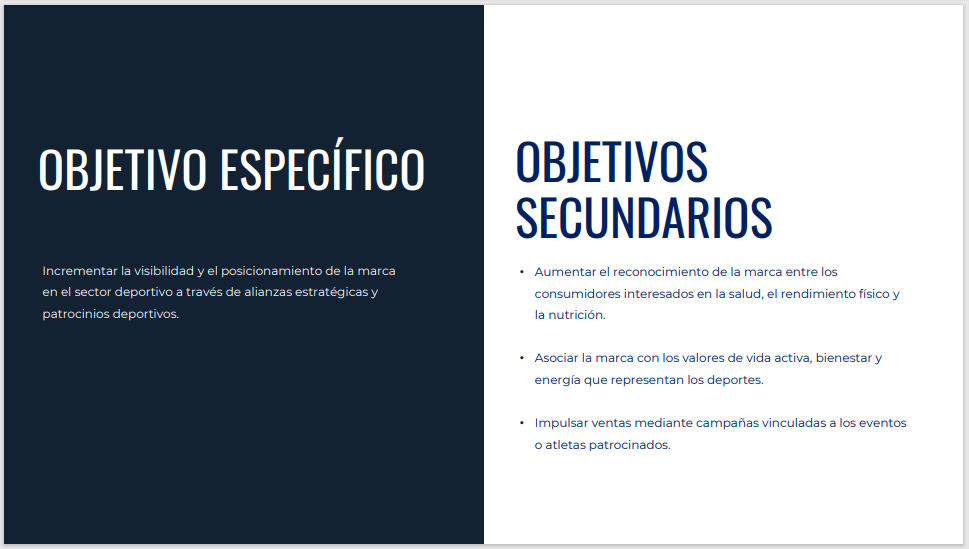 OBJETIVO ESPECÍFICO
Incrementar la visibilidad y el posicionamiento de la marca
en el sector deportivo a través de alianzas estratégicas y
patrocinios deportivos.
OBJETIVOS
SECUNDARIOS
• Aumentar el reconocimiento de la marca entre los
consumidores interesados en la salud, el rendimiento físico y
la nutrición.
• Asociar la marca con los valores de vida activa, bienestar y
energía que representan los deportes.
• Impulsar ventas mediante campañas vinculadas a los eventos
o atletas patrocinados.